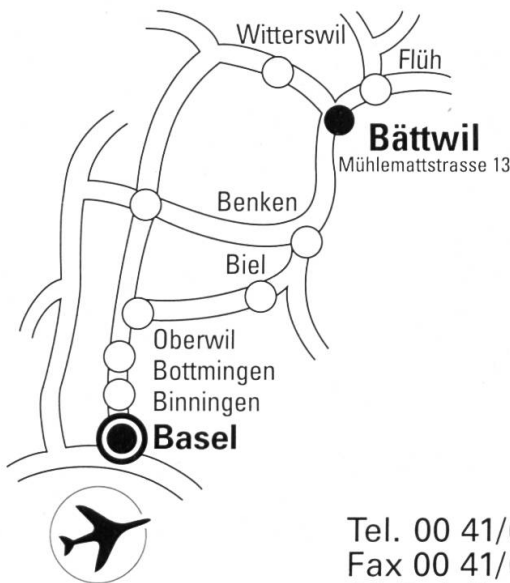 Witterswil
Flüh
Bättwil
Mühlemattstrasse 13
Benken
Biel
Oberwil
Bottmingen
Binningen
Basel
Tel. 00 41/
Fax 00 41/